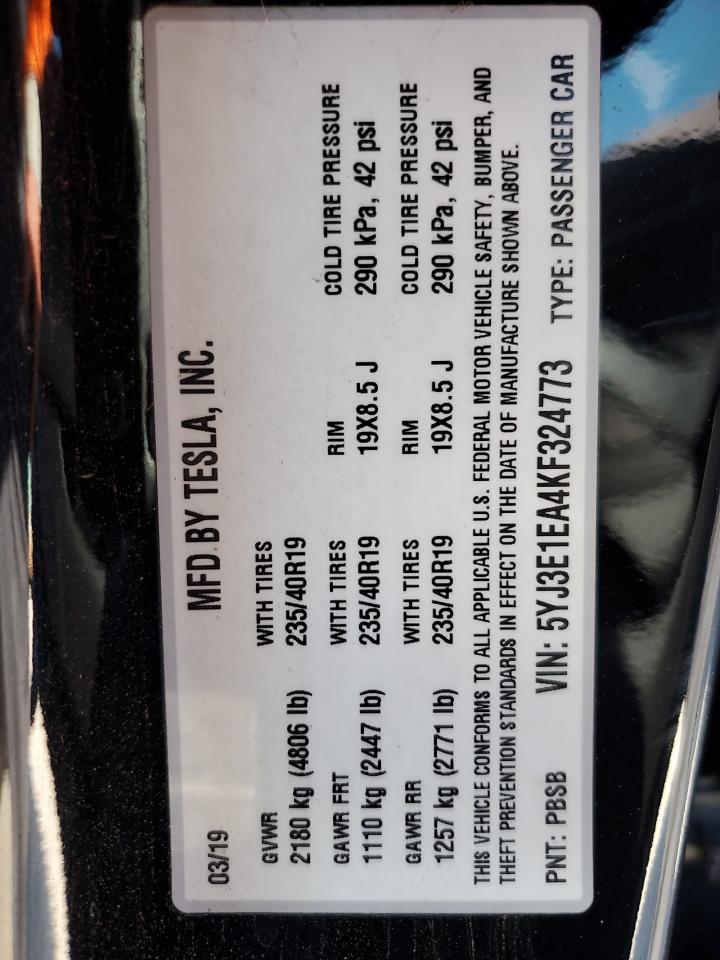 03/19 MFD BY TESLA, INC.
GVWR WITH TIRES
2180 kg (4806 lb) 235/40R19
GAWR FRT WITH TIRES RIM COLD TIRE PRESSURE
1110 kg (2447 lb) 235/40R19 19X8.5 J 290 kPa, 42 psi
GAWR RR WITH TIRES RIM COLD TIRE PRESSURE
1257 kg (2771 lb) 235/40R19 19X8.5 J 290 kPa, 42 psi
THIS VEHICLE CONFORMS TO ALL APPLICABLE U.S. FEDERAL MOTOR VEHICLE SAFETY, BUMPER, AND
THEFT PREVENTION STANDARDS IN EFFECT ON THE DATE OF MANUFACTURE SHOWN ABOVE.
PNT: PBSB VIN: 5YJ3E1EA4KF324773 TYPE: PASSENGER CAR